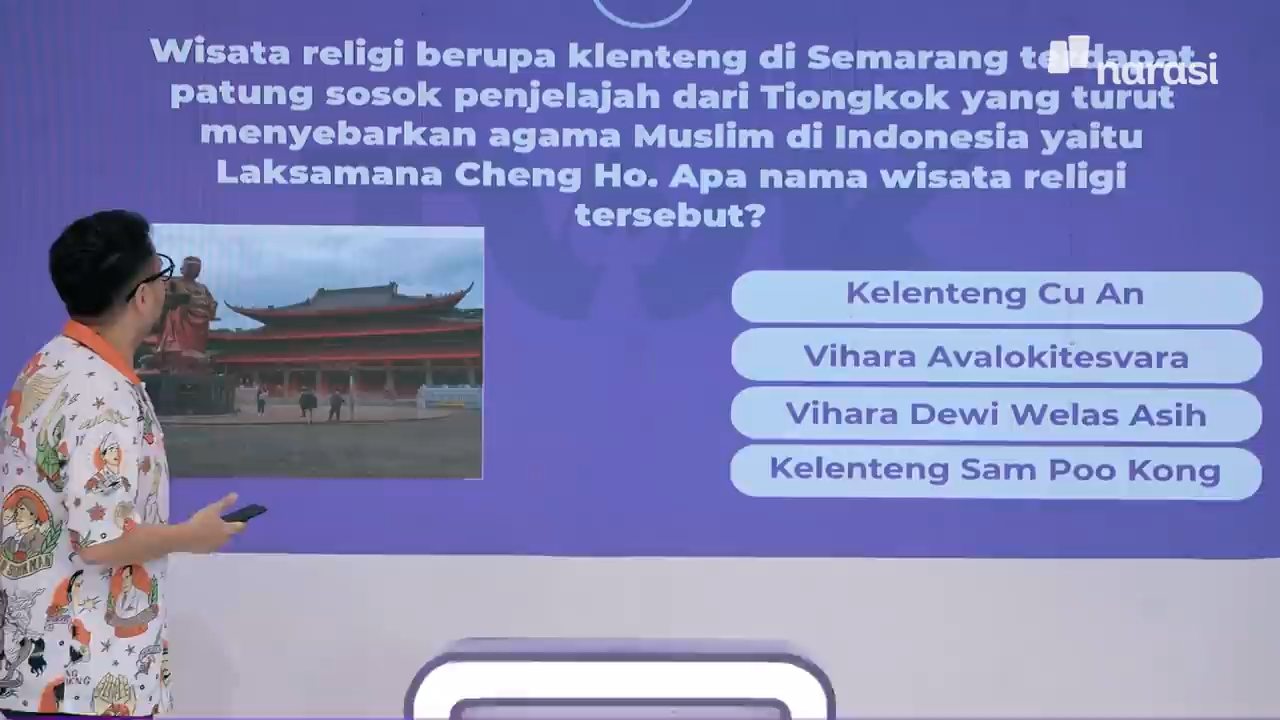 Wisata religi berupa klenteng di Semarang terdapat
patung sosok penjelajah dari Tiongkok yang turut
menyebarkan agama Muslim di Indonesia yaitu
Laksamana Cheng Ho. Apa nama wisata religi
tersebut?
narasi
Kelenteng Cu An
Vihara Avalokitesvara
Vihara Dewi Welas Asih
Kelenteng Sam Poo Kong